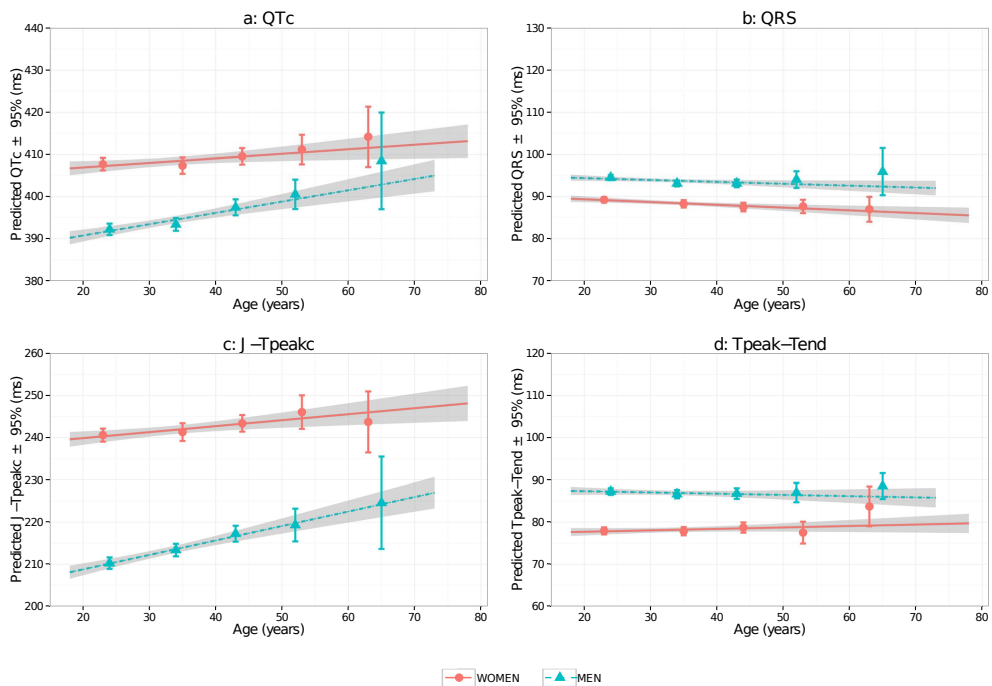 a: QTc
440
430
420
410
400
390
380
Predicted QTc ± 95% (ms)
20 30 40 50 60 70 80
Age (years)
b: QRS
130
120
110
100
90
80
70
Predicted QRS ± 95% (ms)
20 30 40 50 60 70 80
Age (years)
c: J–Tpeakc
260
250
240
230
220
210
200
Predicted J–Tpeakc ± 95% (ms)
20 30 40 50 60 70 80
Age (years)
d: Tpeak–Tend
120
110
100
90
80
70
60
Predicted Tpeak–Tend ± 95% (ms)
20 30 40 50 60 70 80
Age (years)
WOMEN MEN